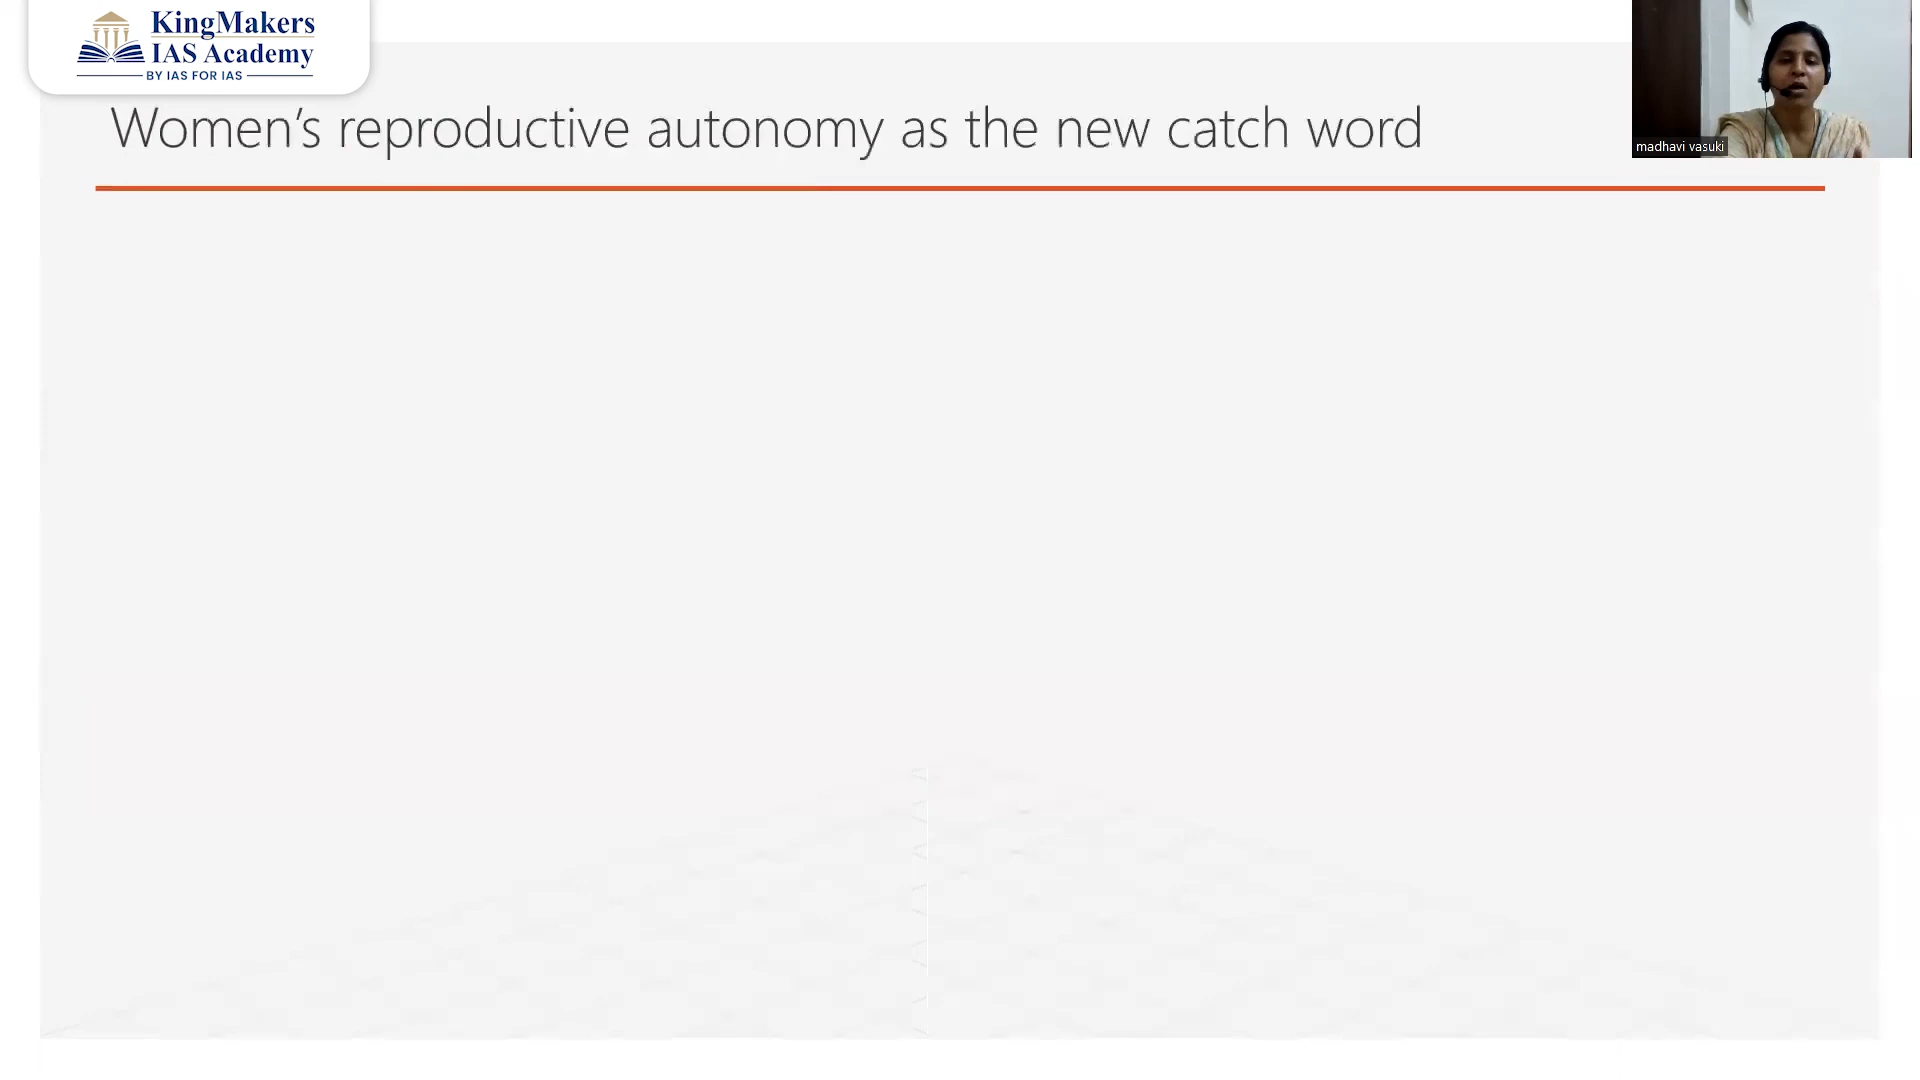 KingMakers
IAS Academy
BY IAS FOR IAS
Women’s reproductive autonomy as the new catch word
madhavi vasuki